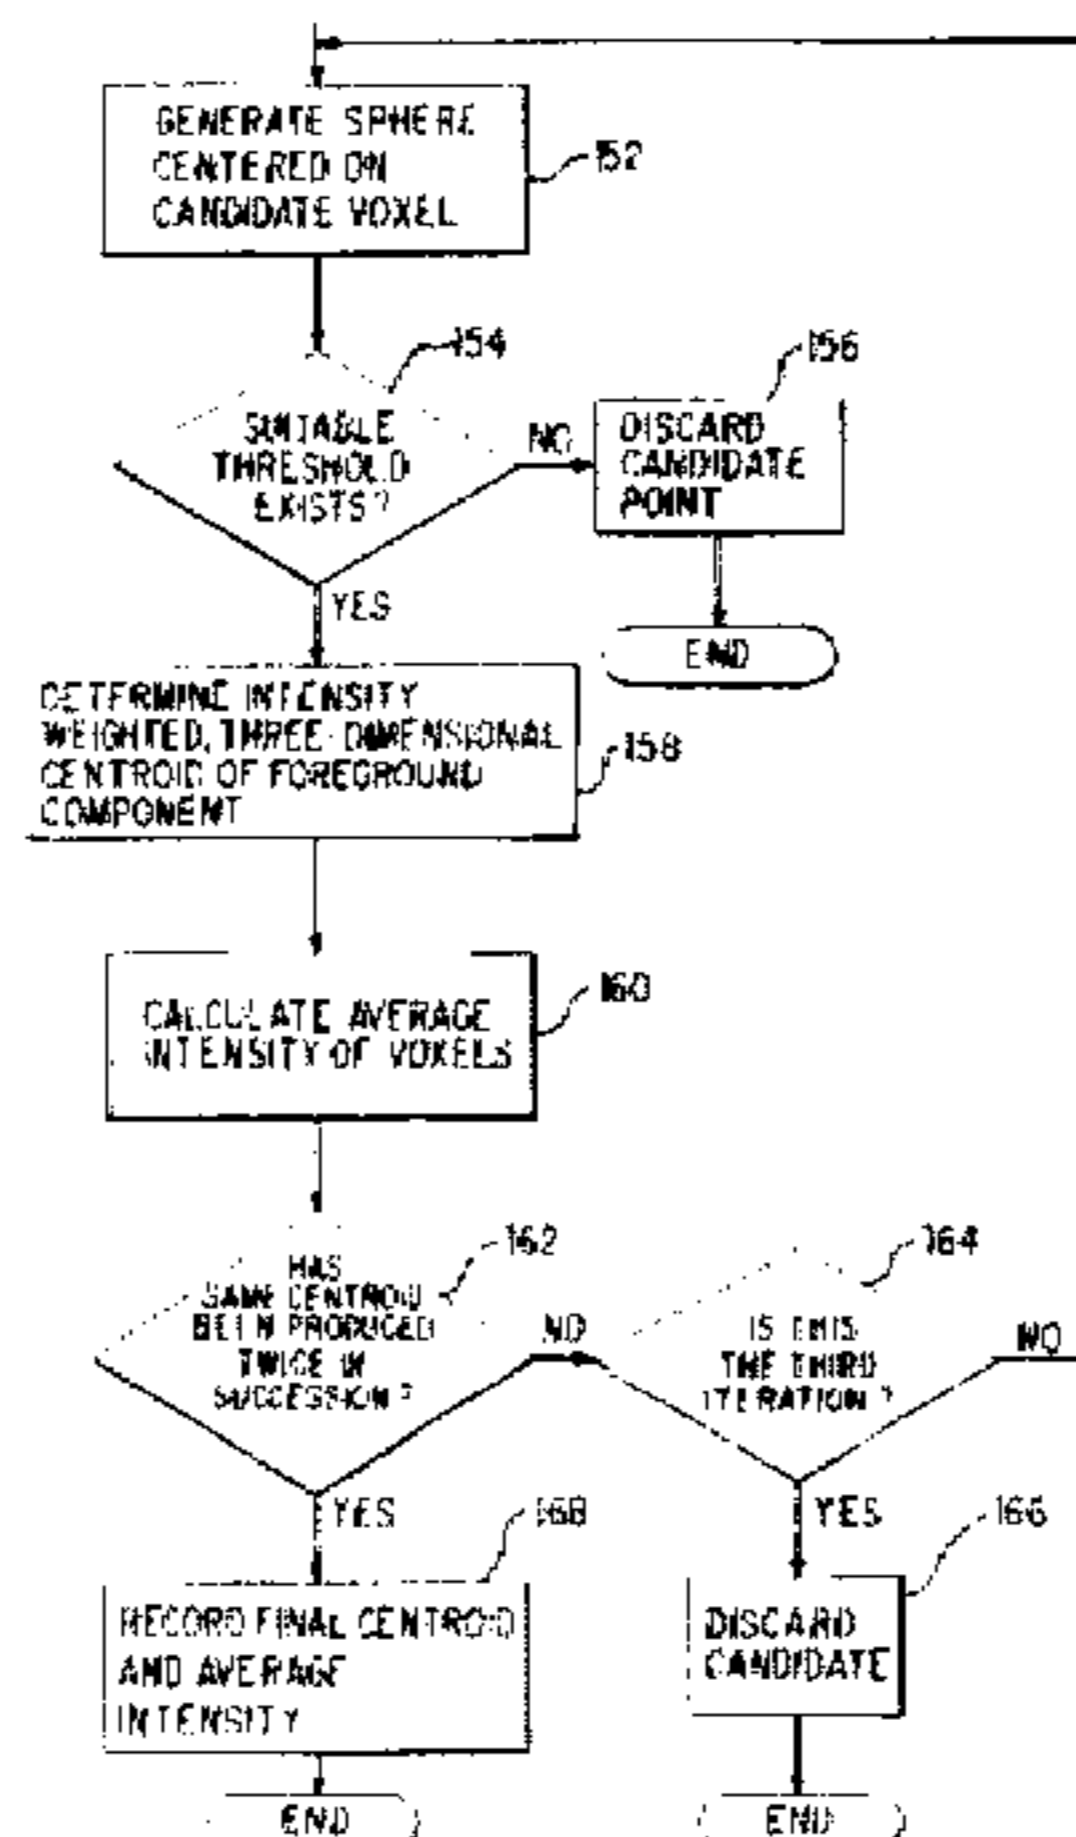 GENERATE SPHERE
CENTERED ON
CANDIDATE VOXEL
152
154
SUITABLE
THRESHOLD
EXISTS?
NO
156
DISCARD
CANDIDATE
POINT
YES
END
DETERMINE INTENSITY
WEIGHTED, THREE-DIMENSIONAL
CENTROID OF FOREGROUND
COMPONENT
158
CALCULATE AVERAGE
INTENSITY OF VOXELS
160
162
HAS
SAME CENTROID
BEEN PRODUCED
TWICE IN
SUCCESSION?
NO
164
IS THIS
THE THIRD
ITERATION?
NO
YES
168
YES
166
RECORD FINAL CENTROID
AND AVERAGE
INTENSITY
DISCARD
CANDIDATE
END
END